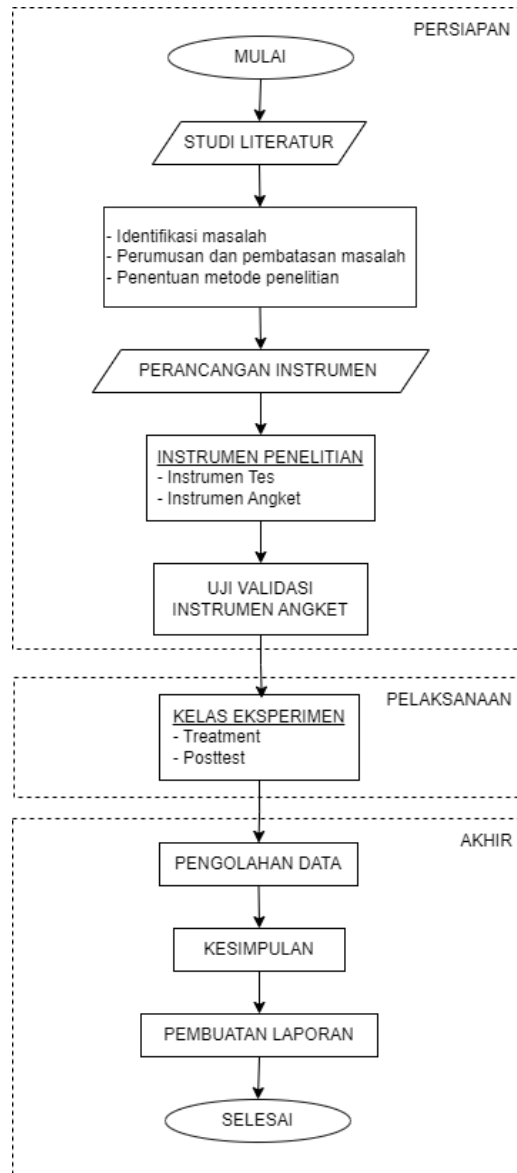 PERSIAPAN
MULAI
STUDI LITERATUR
- Identifikasi masalah
- Perumusan dan pembatasan masalah
- Penentuan metode penelitian
PERANCANGAN INSTRUMEN
INSTRUMEN PENELITIAN
- Instrumen Tes
- Instrumen Angket
UJI VALIDASI
INSTRUMEN ANGKET
PELAKSANAAN
KELAS EKSPERIMEN
- Treatment
- Posttest
AKHIR
PENGOLAHAN DATA
KESIMPULAN
PEMBUATAN LAPORAN
SELESAI